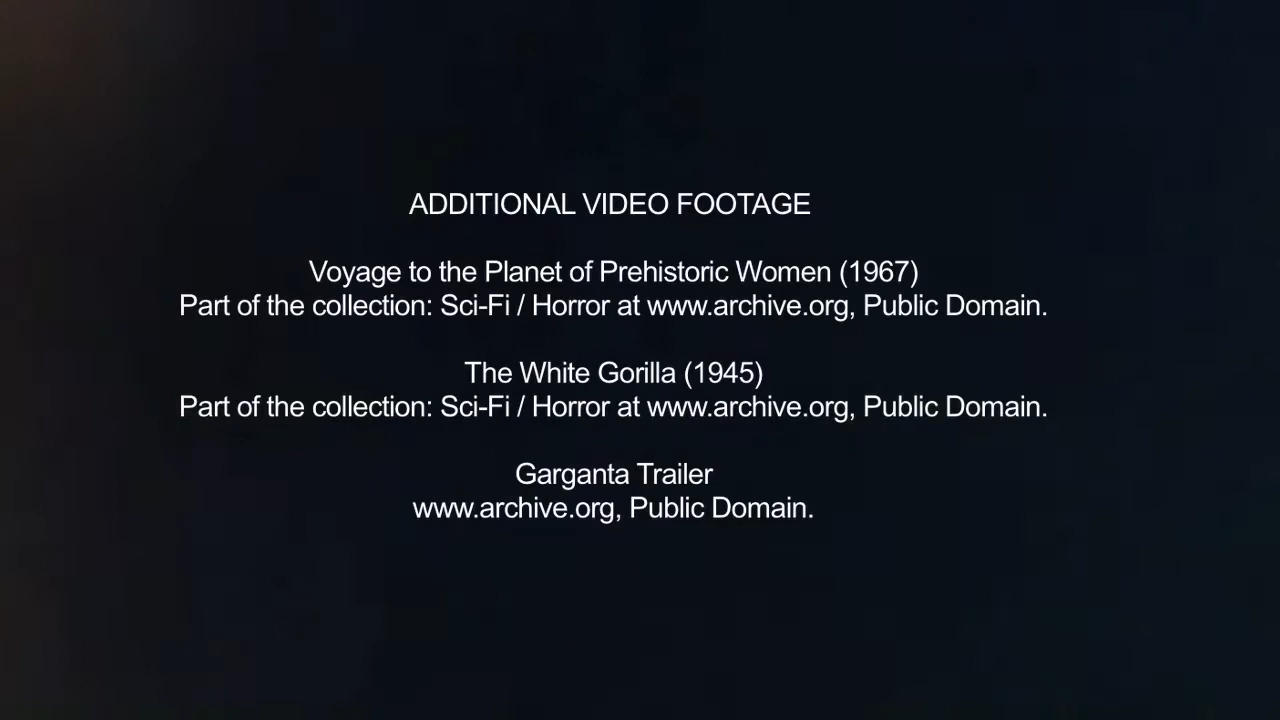 ADDITIONAL VIDEO FOOTAGE
Voyage to the Planet of Prehistoric Women (1967)
Part of the collection: Sci-Fi / Horror at www.archive.org, Public Domain.
The White Gorilla (1945)
Part of the collection: Sci-Fi / Horror at www.archive.org, Public Domain.
Garganta Trailer
www.archive.org, Public Domain.